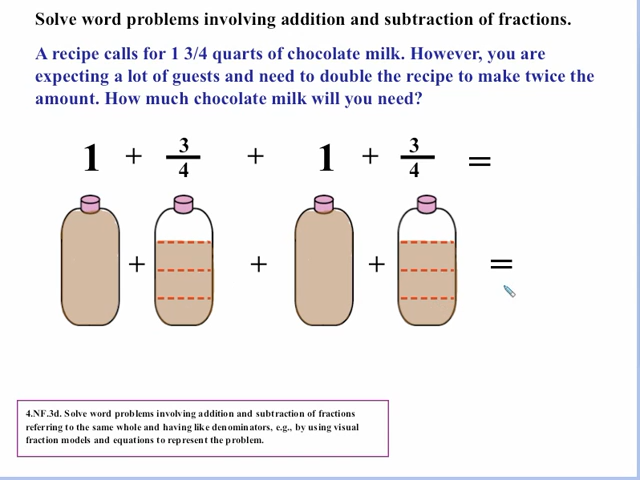 Solve word problems involving addition and subtraction of fractions.
A recipe calls for 1 3/4 quarts of chocolate milk. However, you are
expecting a lot of guests and need to double the recipe to make twice the
amount. How much chocolate milk will you need?
1 + 3/4 + 1 + 3/4 =
+ + + =
4.NF.3d. Solve word problems involving addition and subtraction of fractions
referring to the same whole and having like denominators, e.g., by using visual
fraction models and equations to represent the problem.